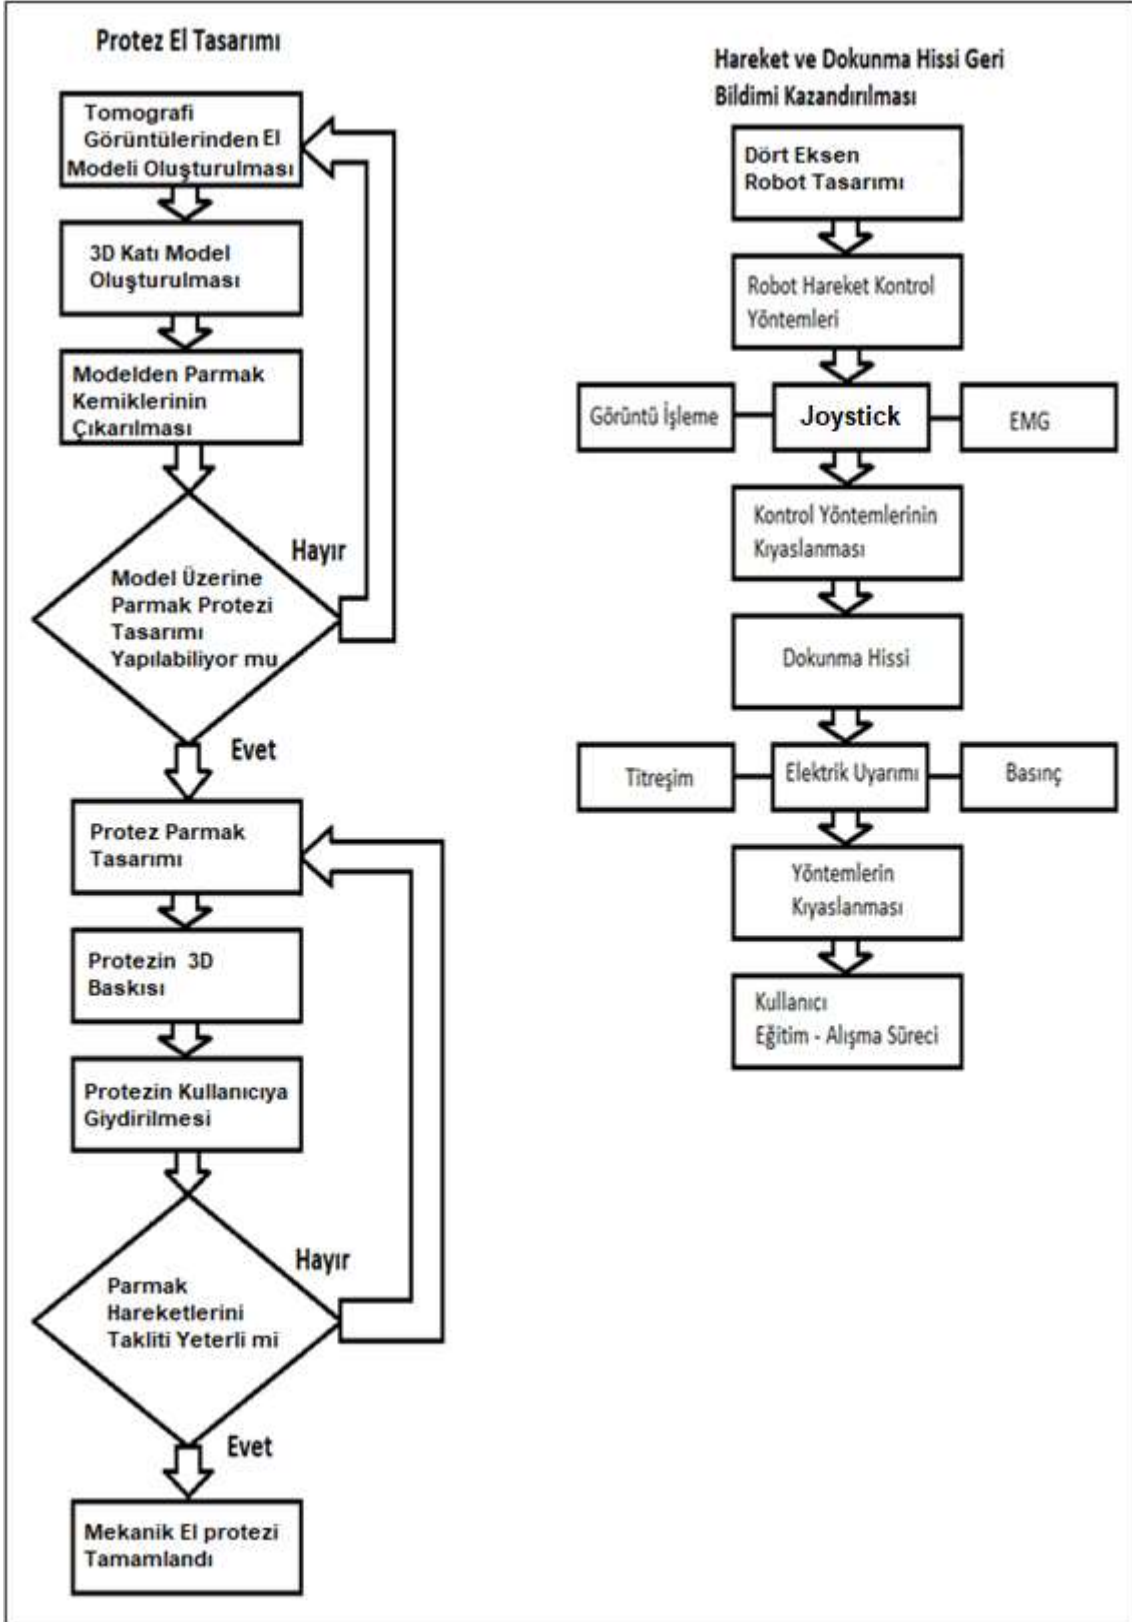 Protez El Tasarımı
Tomografi
Görüntülerinden El
Modeli Oluşturulması
3D Katı Model
Oluşturulması
Modelden Parmak
Kemiklerinin
Çıkarılması
Hayır
Model Üzerine
Parmak Protezi
Tasarımı
Yapılabiliyor mu
Evet
Protez Parmak
Tasarımı
Protezin 3D
Baskısı
Protezin Kullanıcıya
Giydirilmesi
Hayır
Parmak
Hareketlerini
Takliti Yeterli mi
Evet
Mekanik El protezi
Tamamlandı
Hareket ve Dokunma Hissi Geri
Bildimi Kazandırılması
Dört Eksen
Robot Tasarımı
Robot Hareket Kontrol
Yöntemleri
Görüntü İşleme
Joystick
EMG
Kontrol Yöntemlerinin
Kıyaslanması
Dokunma Hissi
Titreşim
Elektrik Uyarımı
Basınç
Yöntemlerin
Kıyaslanması
Kullanıcı
Eğitim - Alışma Süreci